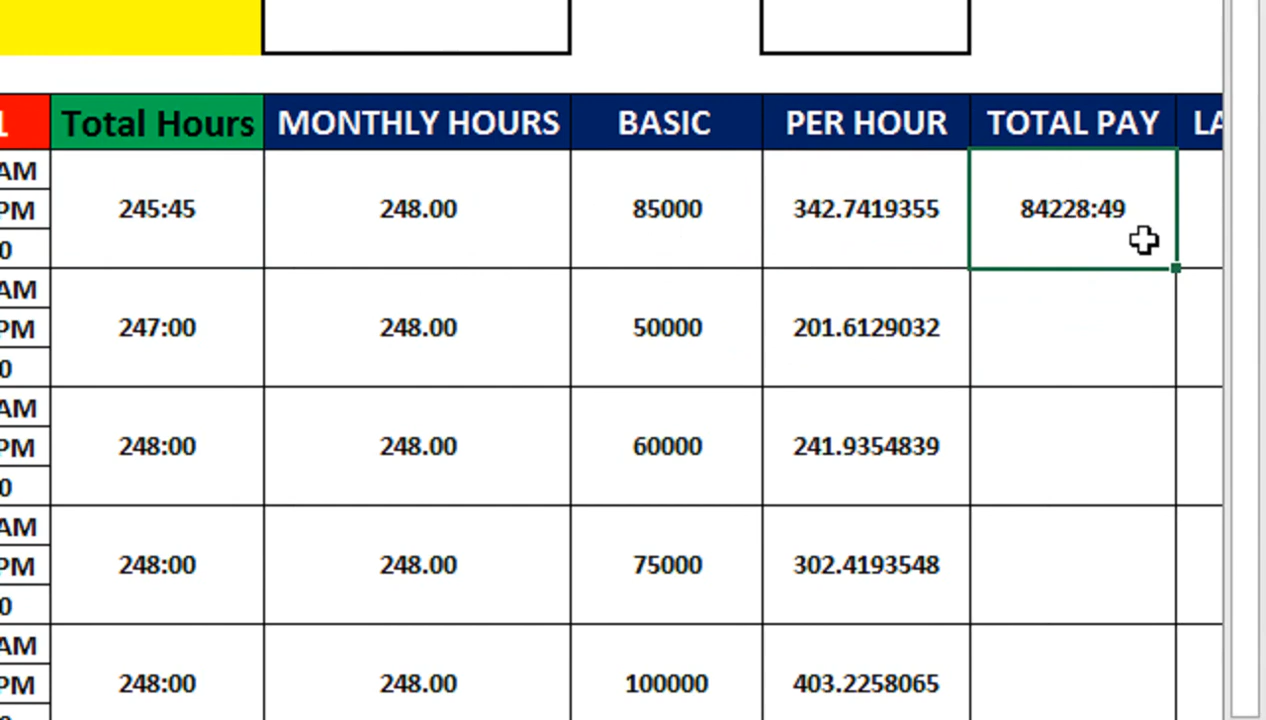 1 Total Hours MONTHLY HOURS BASIC PER HOUR TOTAL PAY LA
AM
PM 245:45 248.00 85000 342.7419355 84228:49
0
AM
PM 247:00 248.00 50000 201.6129032
0
AM
PM 248:00 248.00 60000 241.9354839
0
AM
PM 248:00 248.00 75000 302.4193548
0
AM
PM 248:00 248.00 100000 403.2258065